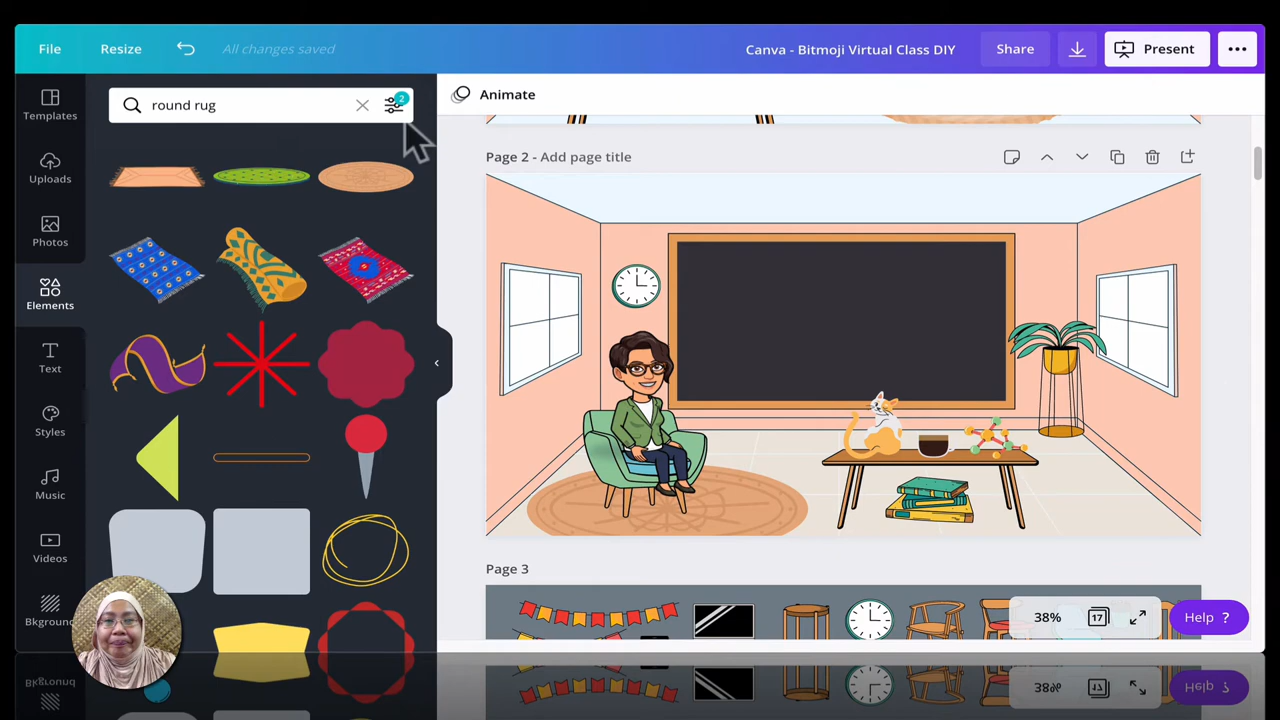 File
Resize
All changes saved
Canva - Bitmoji Virtual Class DIY
Share
Present
Templates
Uploads
Photos
Elements
Text
Styles
Music
Videos
Bkground
round rug
2
Animate
Page 2 - Add page title
Page 3
38%
17
Help ?